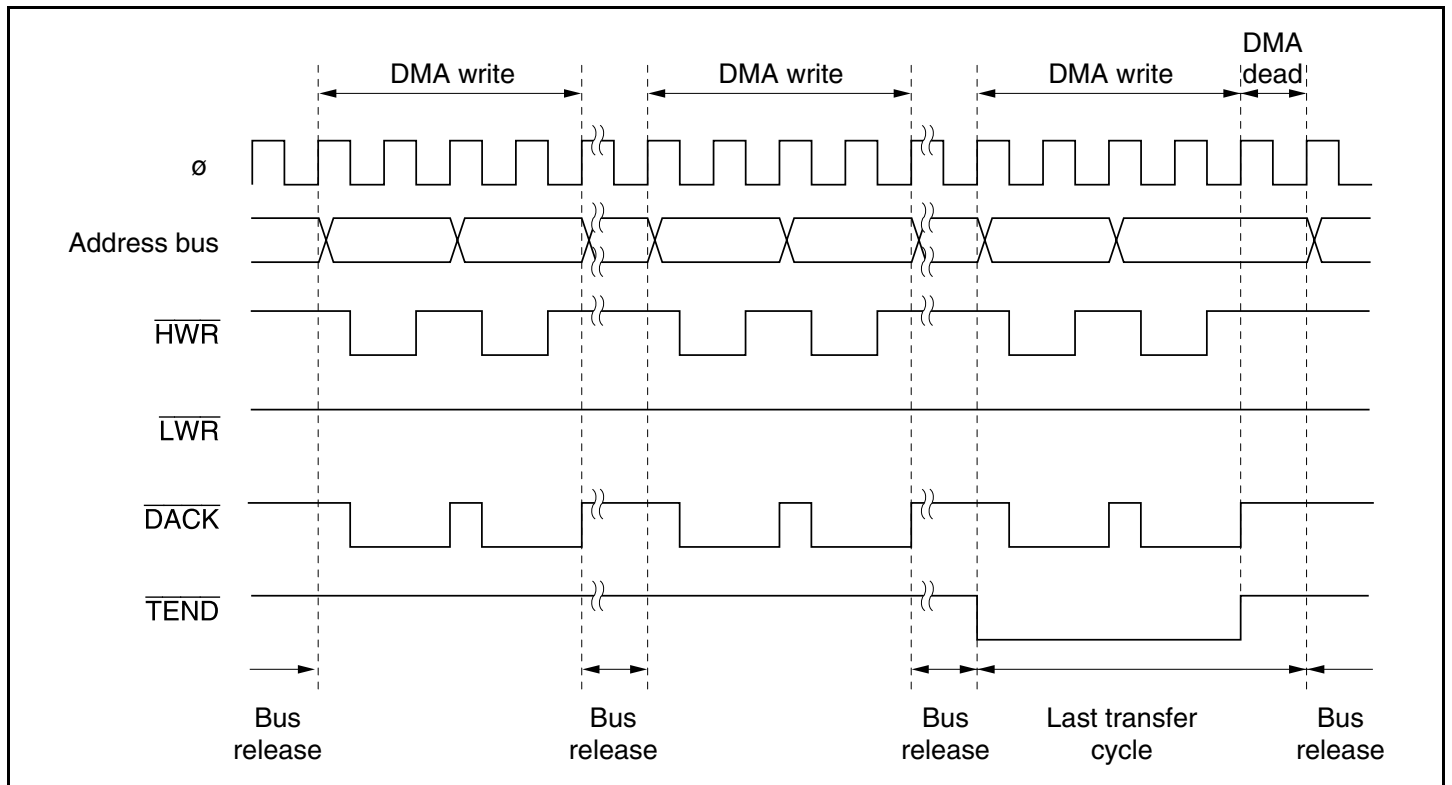 DMA
dead
DMA write
DMA write
DMA write
ø
Address bus
HWR
LWR
DACK
TEND
Bus
release
Bus
release
Bus
release
Last transfer
cycle
Bus
release